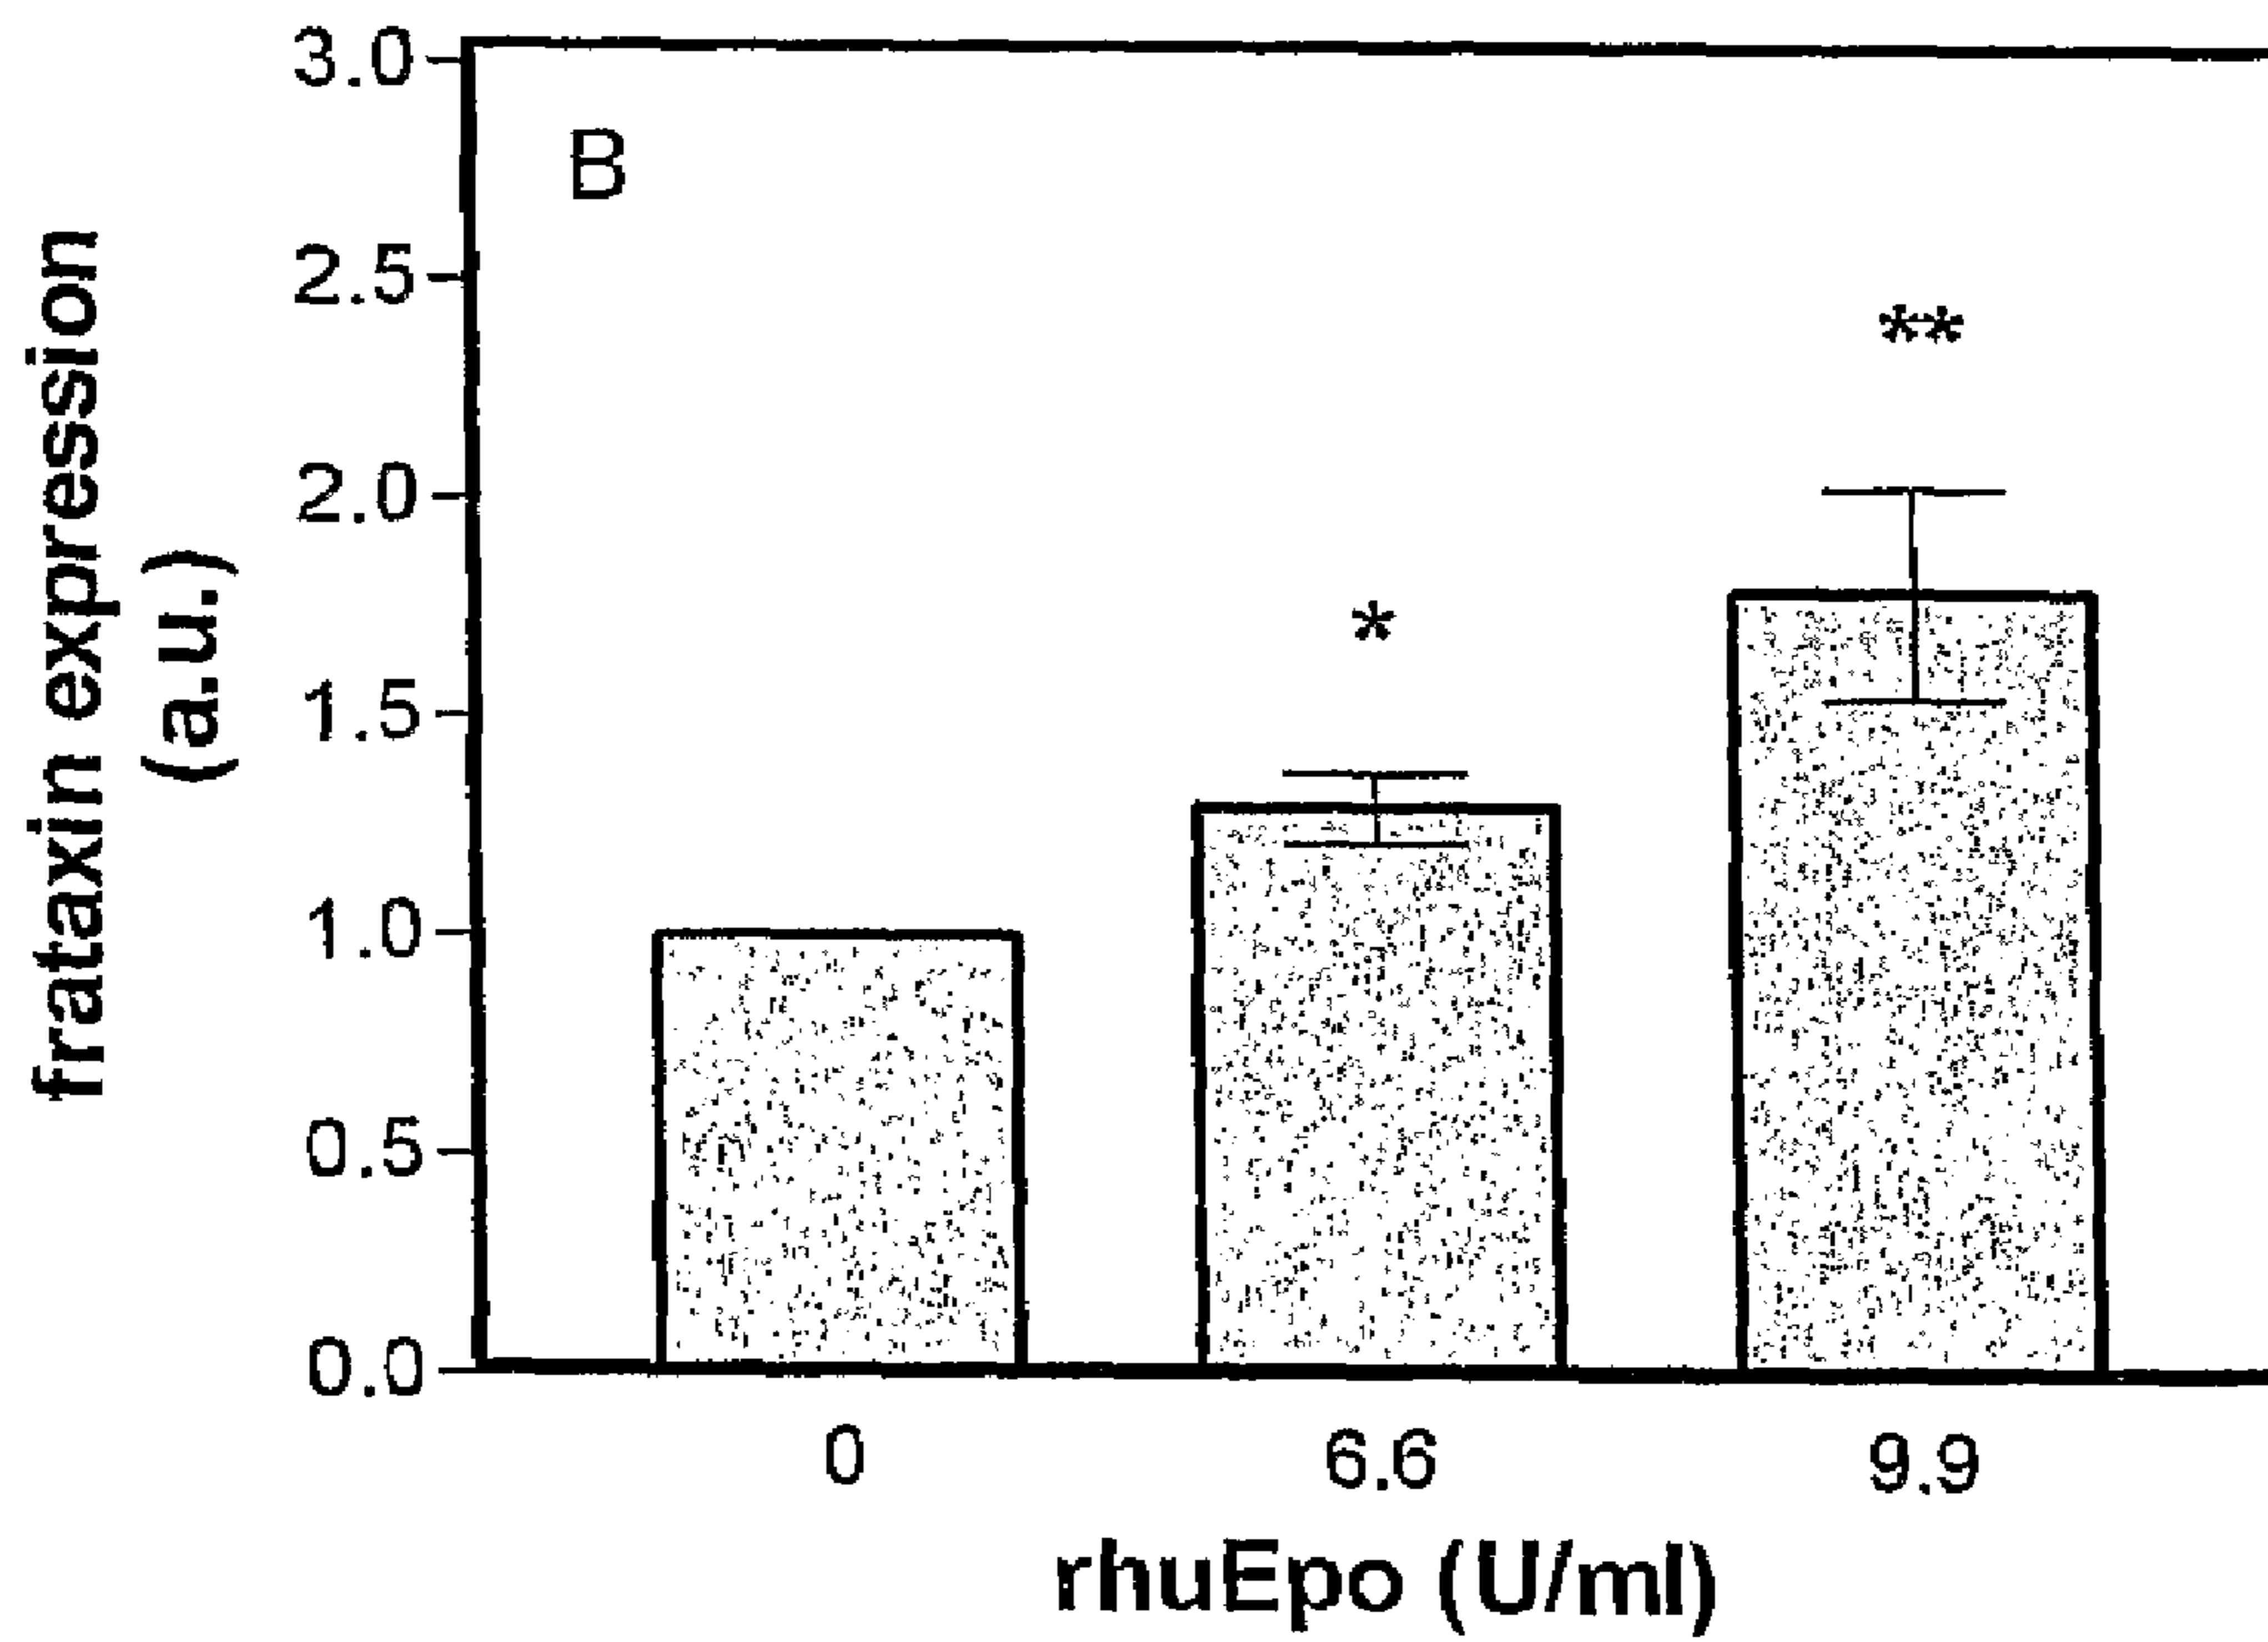 B
frataxin expression
(a.u.)
3.0
2.5
2.0
1.5
1.0
0.5
0.0
*
**
0 6.6 9.9
rhuEpo (U/ml)